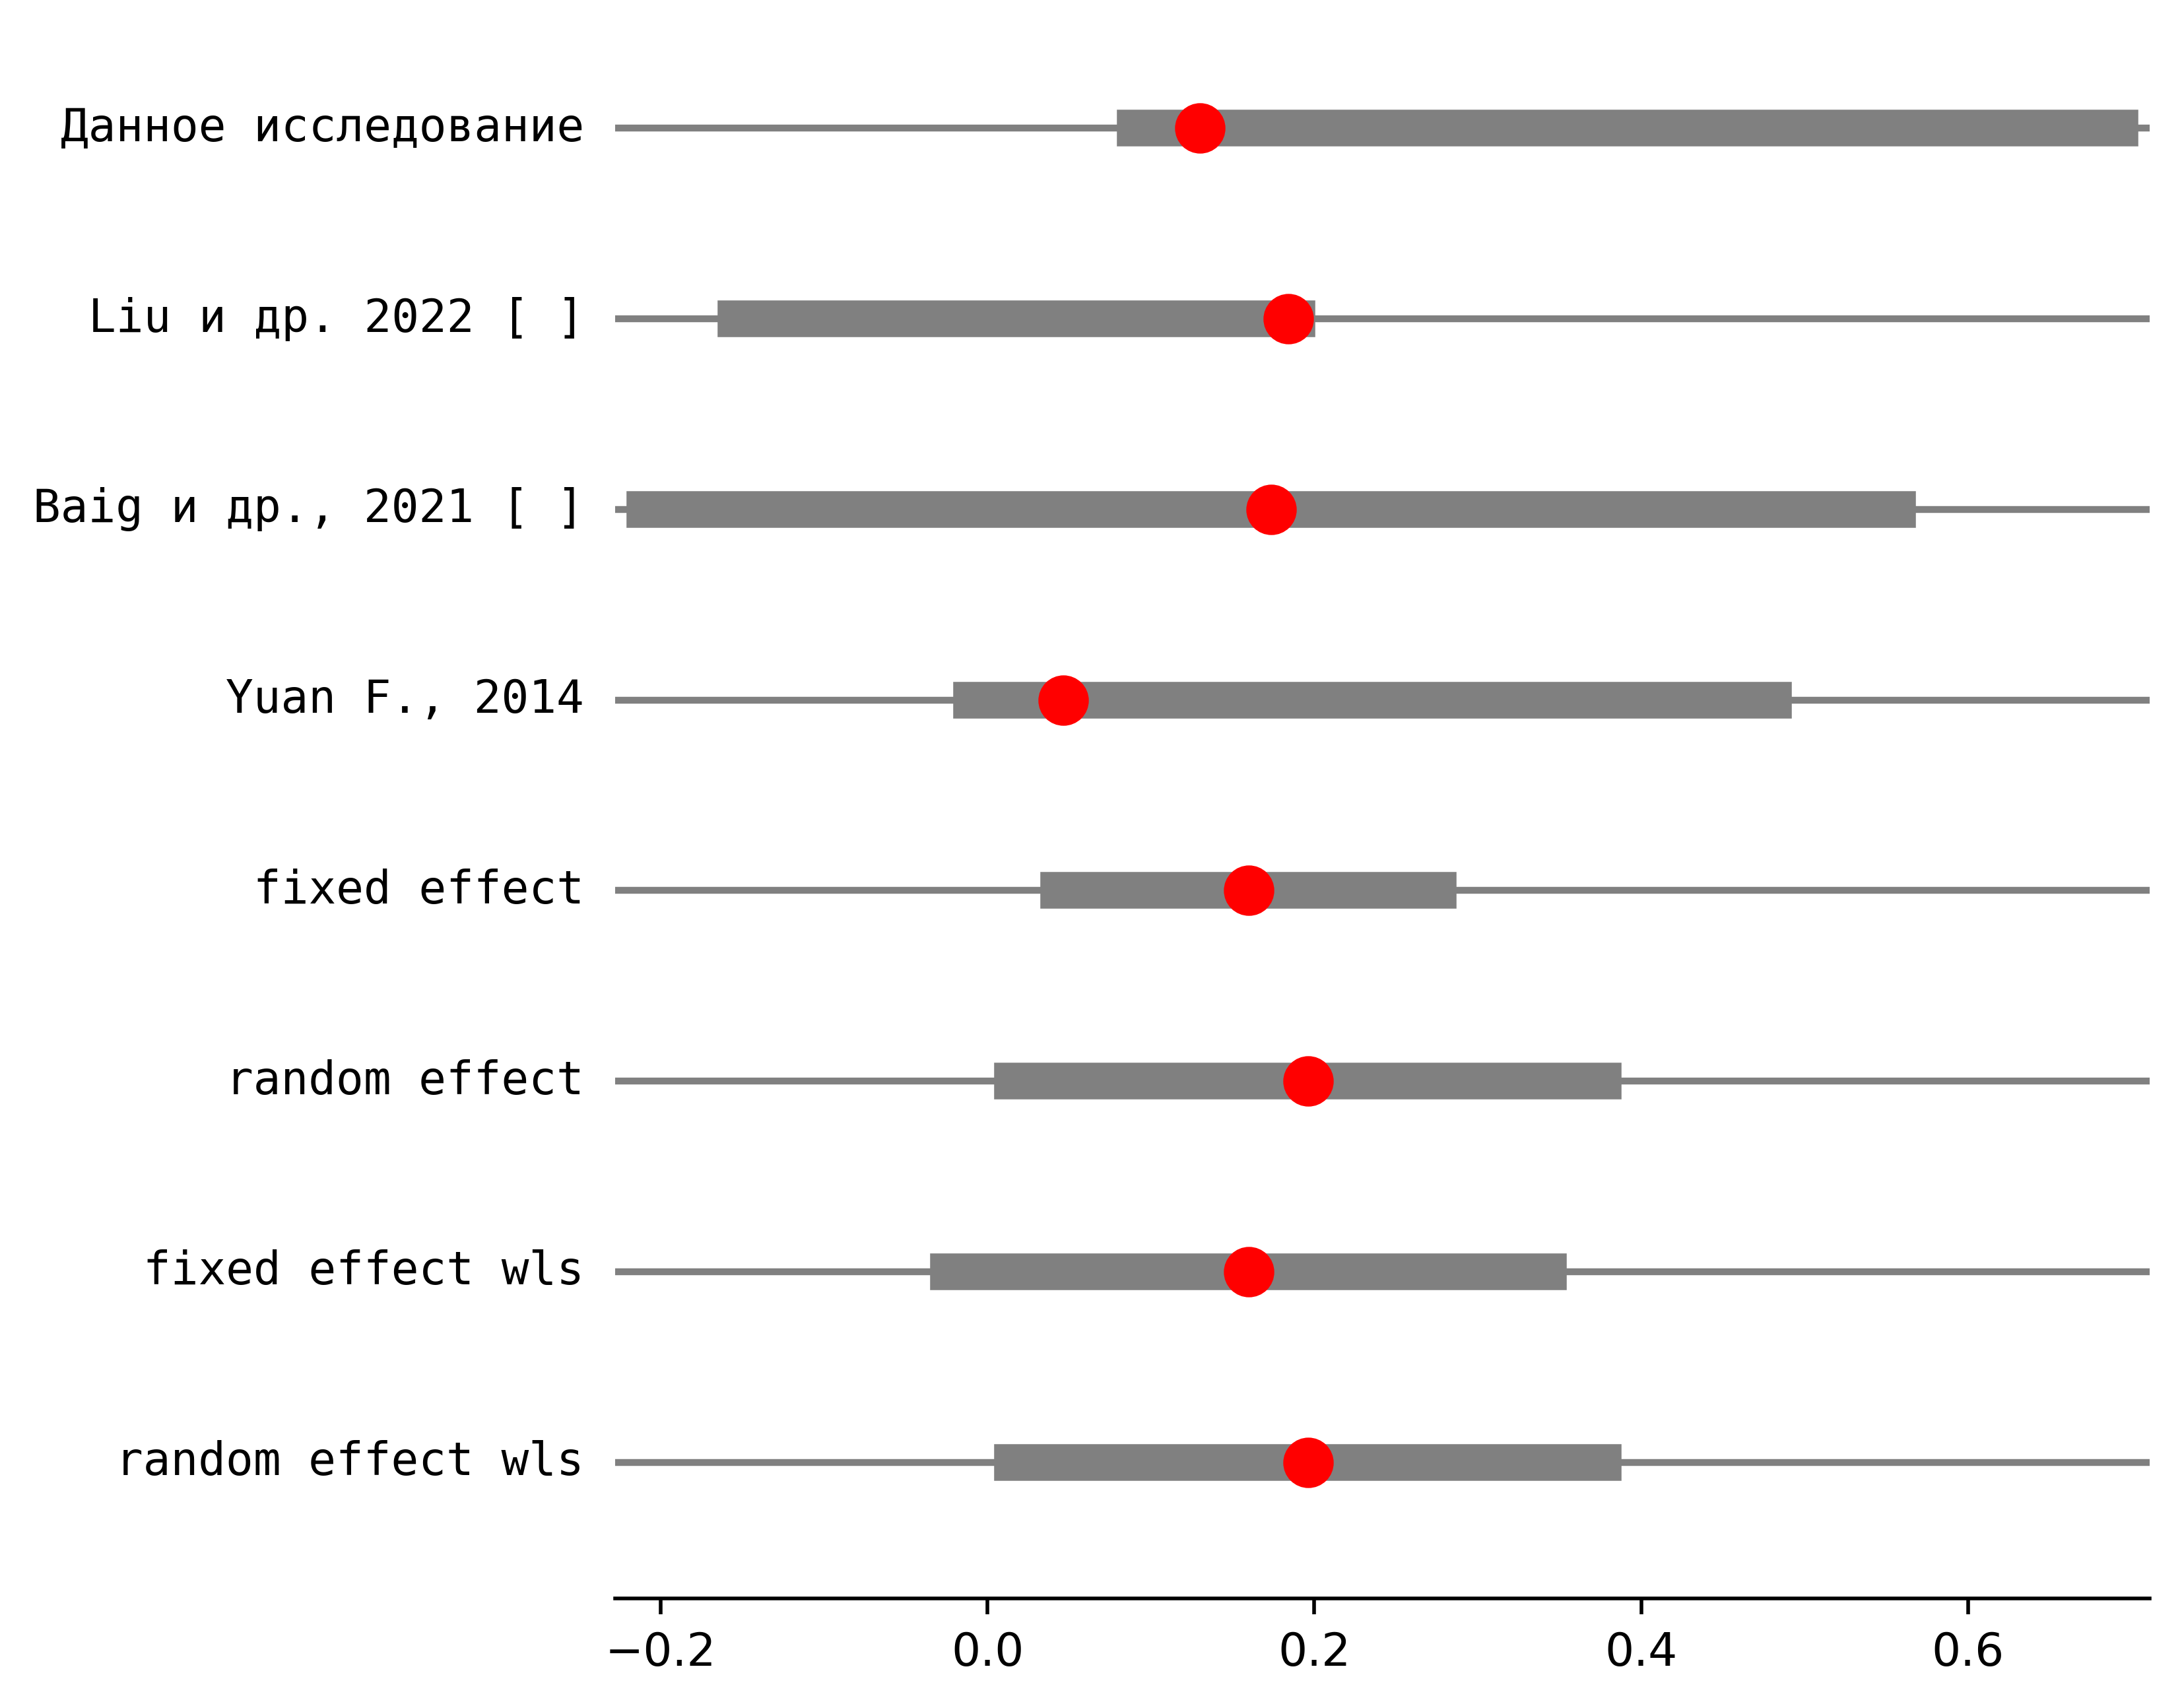 Данное исследование
Liu и др. 2022 [ ]
Baig и др., 2021 [ ]
Yuan F., 2014
fixed effect
random effect
fixed effect wls
random effect wls
−0.2 0.0 0.2 0.4 0.6